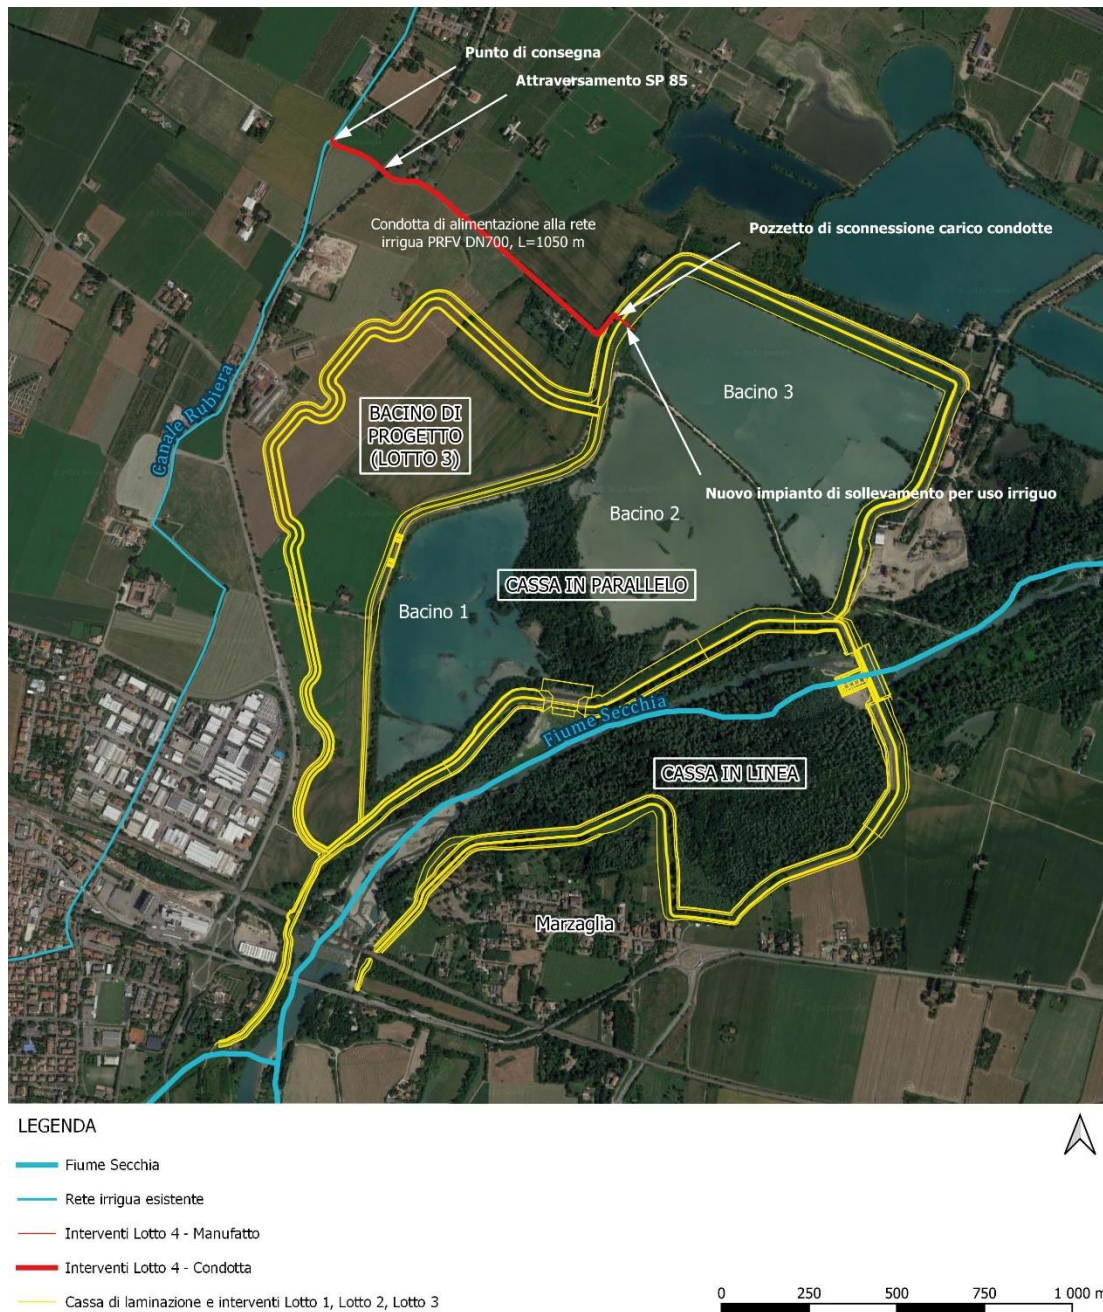 Punto di consegna
Attraversamento SP 85
Condotta di alimentazione alla rete
irrigua PRFV DN700, L=1050 m
Pozzetto di sconnessione carico condotte
Canale Rubiera
BACINO DI
PROGETTO
(LOTTO 3)
Bacino 3
Nuovo impianto di sollevamento per uso irriguo
Bacino 2
CASSA IN PARALLELO
Bacino 1
Fiume Secchia
CASSA IN LINEA
Marzaglia
LEGENDA
Fiume Secchia
Rete irrigua esistente
Interventi Lotto 4 - Manufatto
Interventi Lotto 4 - Condotta
Cassa di laminazione e interventi Lotto 1, Lotto 2, Lotto 3
0 250 500 750 1 000 m